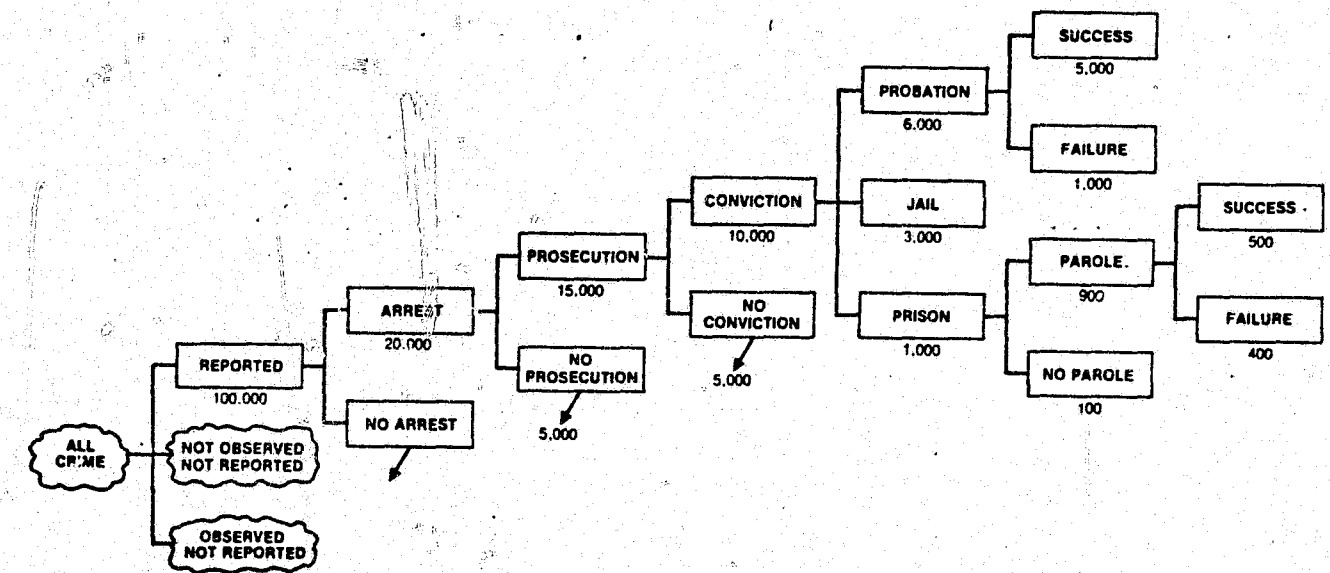 SUCCESS
5,000
PROBATION
6,000
FAILURE
1,000
CONVICTION
10,000
JAIL
3,000
SUCCESS
500
PROSECUTION
15,000
PAROLE
900
NO
CONVICTION
5,000
PRISON
1,000
FAILURE
400
ARREST
20,000
NO
PROSECUTION
5,000
NO PAROLE
100
REPORTED
100,000
NO ARREST
ALL
CRIME
NOT OBSERVED
NOT REPORTED
OBSERVED
NOT REPORTED